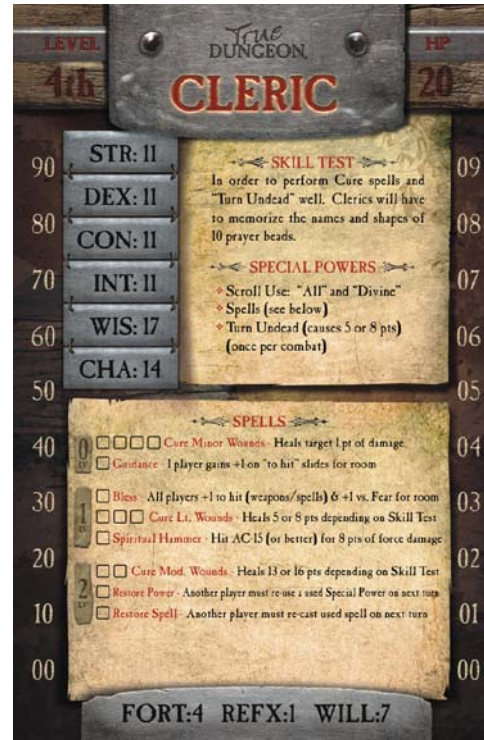 LEVEL
True
DUNGEON
HP
4th
CLERIC
20
STR: 11
DEX: 11
CON: 11
INT: 11
WIS: 17
CHA: 14
SKILL TEST
In order to perform Cure spells and
"Turn Undead" well. Clerics will have
to memorize the names and shapes of
10 prayer beads.
SPECIAL POWERS
Scroll Use: "All" and "Divine"
Spells (see below)
Turn Undead (causes 5 or 8 pts)
(once per combat)
90
80
70
60
50
40
30
20
10
00
09
08
07
06
05
04
03
02
01
00
SPELLS
0 LV
Cure Minor Wounds - Heals target 1 pt of damage
Guidance - 1 player gains +1 on "to hit" slides for room
1 LV
Bless - All players +1 to hit (weapons/spells) & +1 vs. Fear for room
Cure Lt. Wounds - Heals 5 or 8 pts depending on Skill Test
Spiritual Hammer - Hit AC-15 (or better) for 8 pts of force damage
2 LV
Cure Mod. Wounds - Heals 13 or 16 pts depending on Skill Test
Restore Power - Another player must re-use a used Special Power on next turn
Restore Spell - Another player must re-cast used spell on next turn
FORT:4 REFX:1 WILL:7